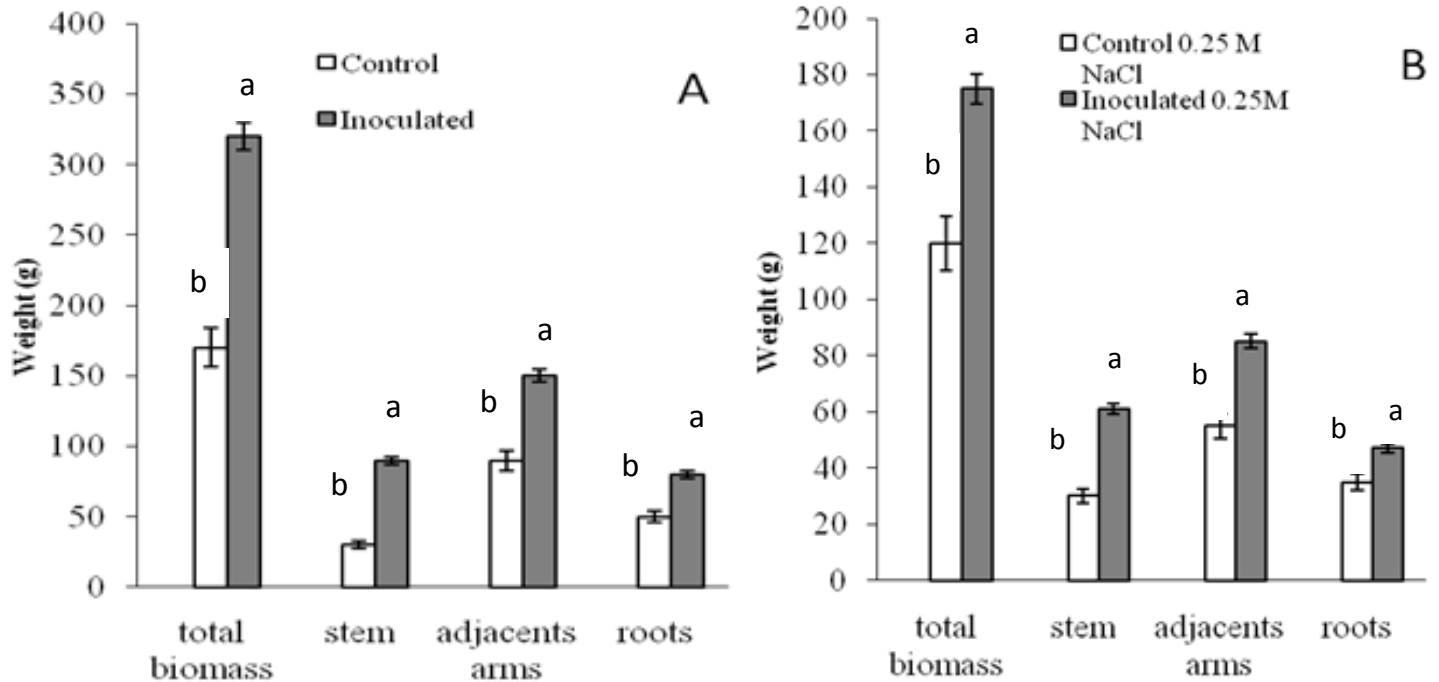 400
350
300
250
200
150
100
50
0
Weight (g)
Control
Inoculated
A
a
b
a
b
a
b
a
b
total
biomass
stem
adjacents
arms
roots
200
180
160
140
120
100
80
60
40
20
0
Weight (g)
Control 0.25 M
NaCl
Inoculated 0.25M
NaCl
B
a
b
a
b
a
b
a
b
total
biomass
stem
adjacents
arms
roots